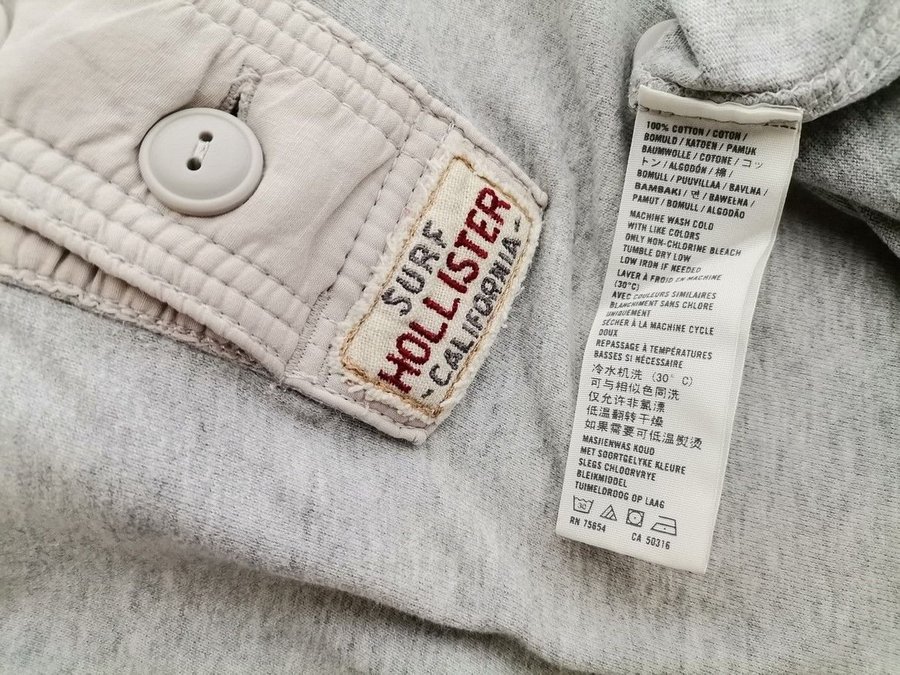 SURF
HOLLISTER
- CALIFORNIA -
100% COTTON / COTON /
BOMULD / KATOEN / PAMUK
BAUMWOLLE / COTONE / コッ
トン / ALGODÓN / 棉 /
BOMULL / PUUVILLAA / BAVLNA /
BAMBAKI / 면 / BAWEŁNA /
PAMUT / BOMULL / ALGODÃO
MACHINE WASH COLD
WITH LIKE COLORS
ONLY NON-CHLORINE BLEACH
TUMBLE DRY LOW
LOW IRON IF NEEDED
LAVER À FROID EN MACHINE
(30°C)
AVEC COULEURS SIMILAIRES
BLANCHIMENT SANS CHLORE
UNIQUEMENT
SÉCHER À LA MACHINE CYCLE
DOUX
REPASSAGE À TEMPÉRATURES
BASSES SI NÉCESSAIRE
冷水机洗 (30°C)
可与相似色同洗
仅允许非氯漂
低温翻转干燥
如果需要可低温熨烫
MASJIENWAS KOUD
MET SOORTGELYKE KLEURE
SLEGS CHLOORVRYE
BLEIKMIDDEL
TUIMELDROOG OP LAAG
30
RN 75654 CA 50316